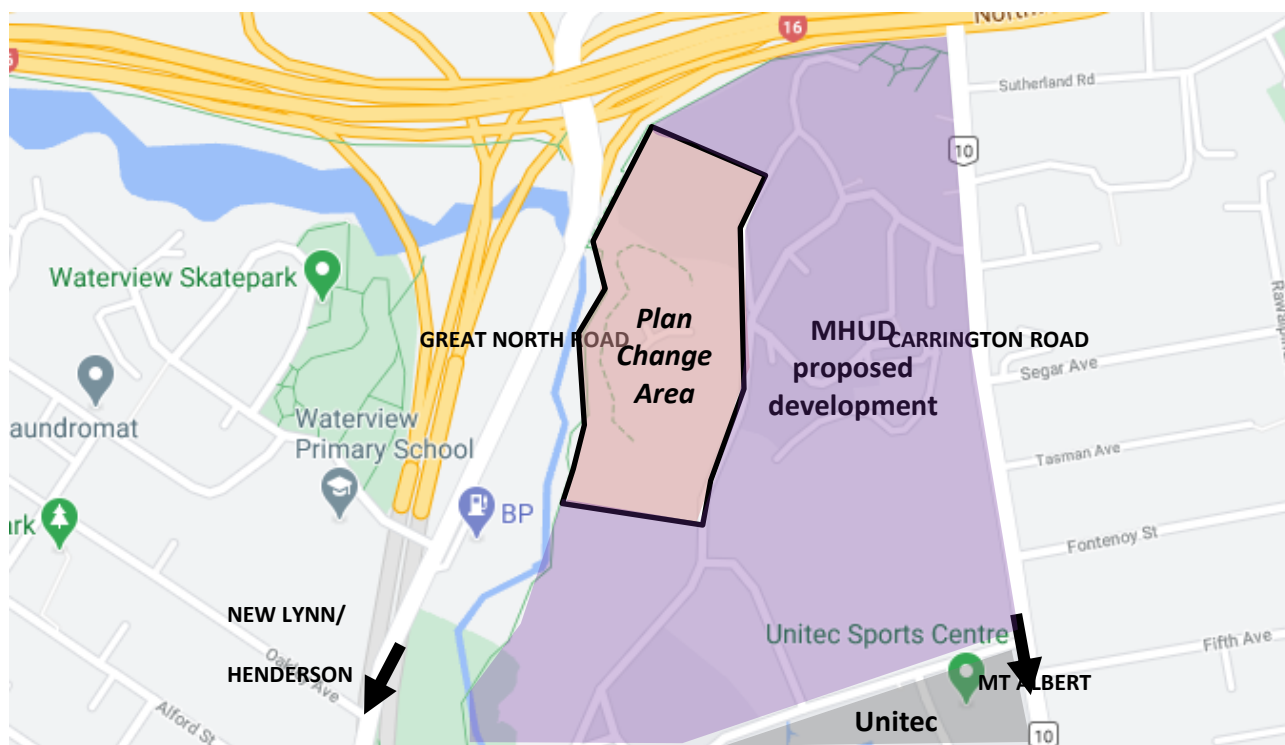 North
16
Sutherland Rd
10
Waterview Skatepark
GREAT NORTH ROAD
Plan
Change
Area
MHUD
proposed
development
CARRINGTON ROAD
Segar Ave
aundromat
Waterview
Primary School
Tasman Ave
BP
ark
Fontenoy St
NEW LYNN/
HENDERSON
Oakley Ave
Alford St
Unitec Sports Centre
Fifth Ave
MT ALBERT
Unitec
10